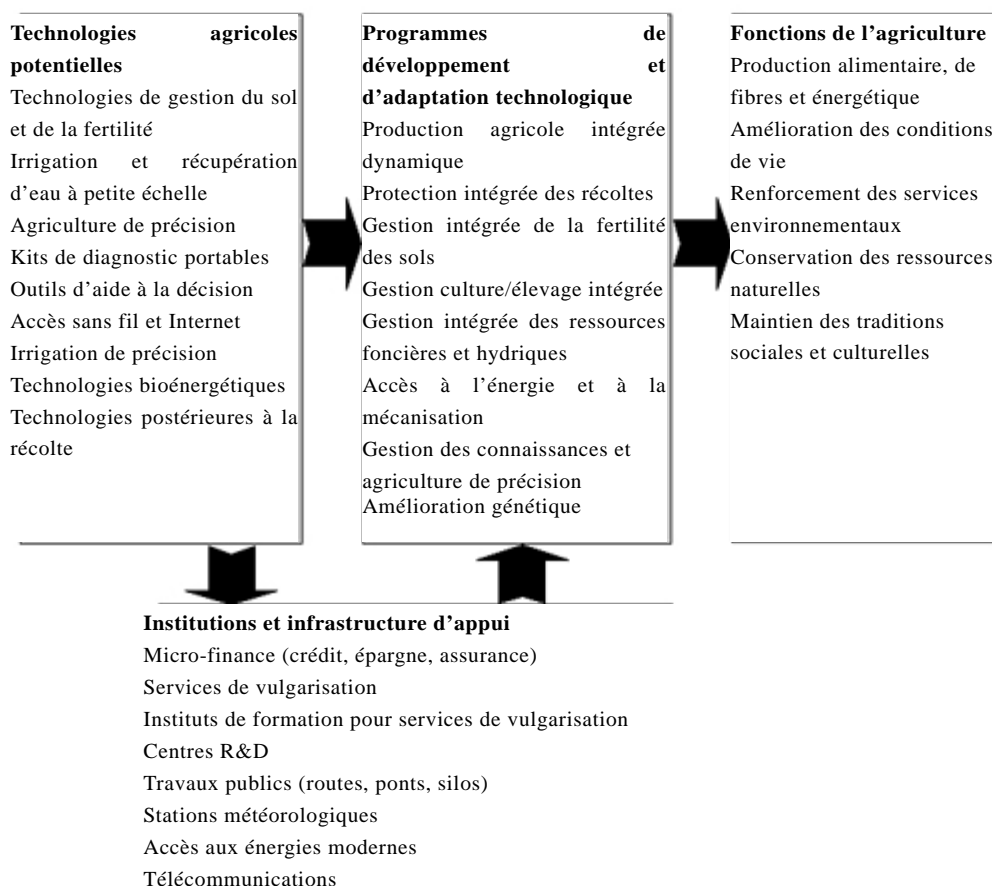 Technologies agricoles
potentielles
Technologies de gestion du sol
et de la fertilité
Irrigation et récupération
d'eau à petite échelle
Agriculture de précision
Kits de diagnostic portables
Outils d'aide à la décision
Accès sans fil et Internet
Irrigation de précision
Technologies bioénergétiques
Technologies postérieures à la
récolte
Programmes de
développement et
d'adaptation technologique
Production agricole intégrée
dynamique
Protection intégrée des récoltes
Gestion intégrée de la fertilité
des sols
Gestion culture/élevage intégrée
Gestion intégrée des ressources
foncières et hydriques
Accès à l'énergie et à la
mécanisation
Gestion des connaissances et
agriculture de précision
Amélioration génétique
Fonctions de l'agriculture
Production alimentaire, de
fibres et énergétique
Amélioration des conditions
de vie
Renforcement des services
environnementaux
Conservation des ressources
naturelles
Maintien des traditions
sociales et culturelles
Institutions et infrastructure d'appui
Micro-finance (crédit, épargne, assurance)
Services de vulgarisation
Instituts de formation pour services de vulgarisation
Centres R&D
Travaux publics (routes, ponts, silos)
Stations météorologiques
Accès aux énergies modernes
Télécommunications